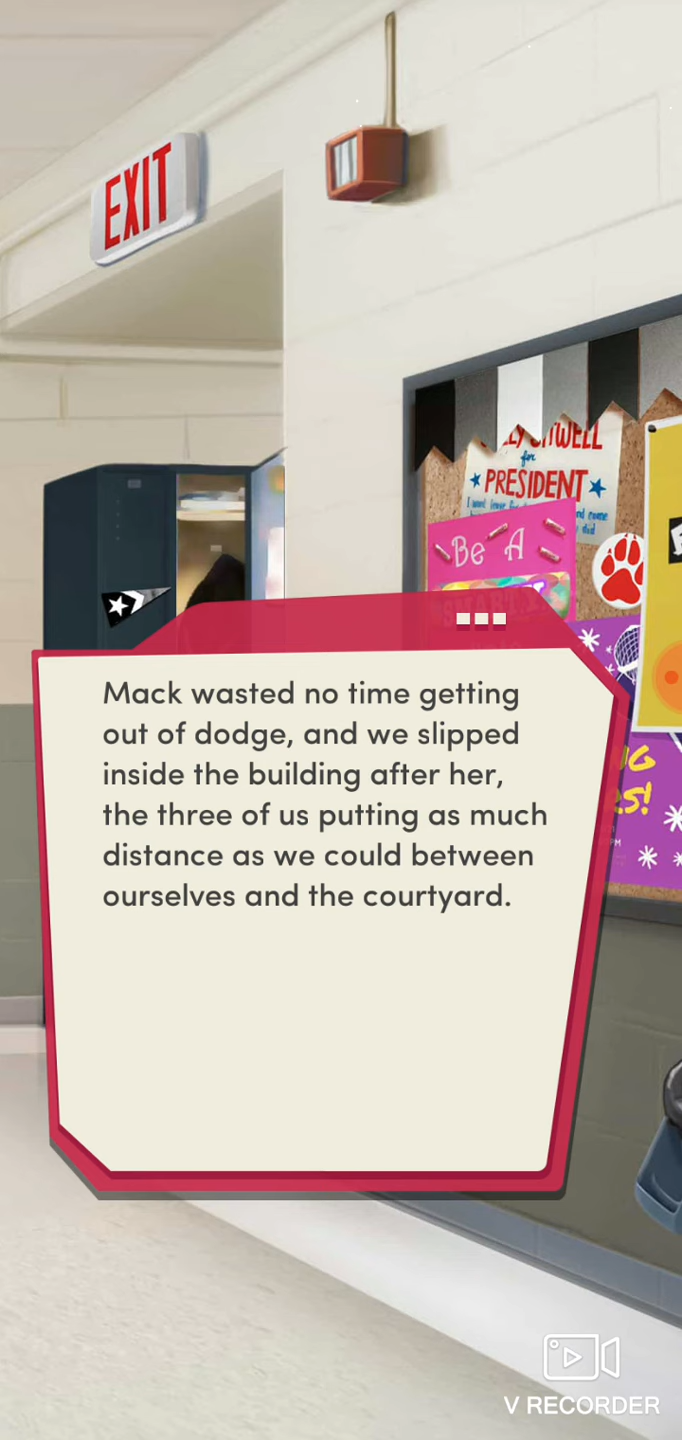 EXIT
for
PRESIDENT
Be A
Mack wasted no time getting
out of dodge, and we slipped
inside the building after her,
the three of us putting as much
distance as we could between
ourselves and the courtyard.
V RECORDER